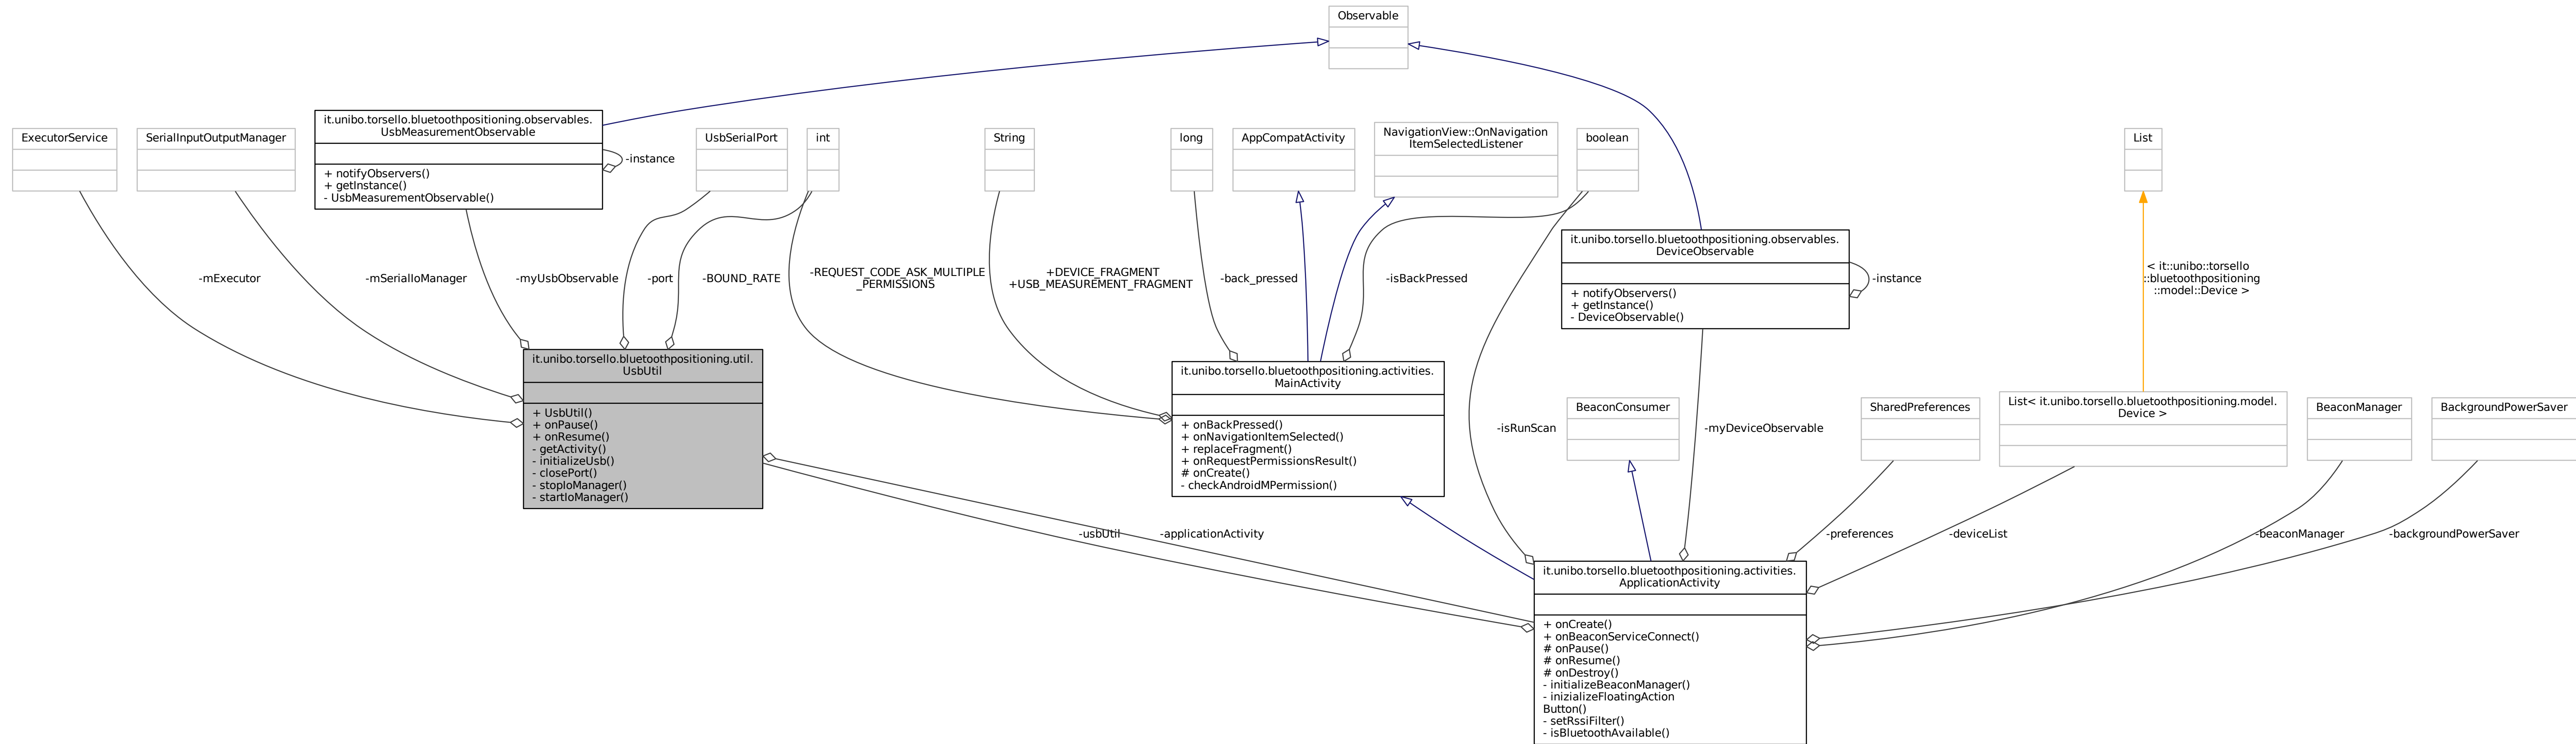 Observable
it.unibo.torsello.bluetoothpositioning.observables.
UsbMeasurementObservable
+ notifyObservers()
+ getInstance()
- UsbMeasurementObservable()
-instance
ExecutorService
SerialInputOutputManager
UsbSerialPort
int
String
long
AppCompatActivity
NavigationView::OnNavigation
ItemSelectedListener
boolean
List
it.unibo.torsello.bluetoothpositioning.observables.
DeviceObservable
+ notifyObservers()
+ getInstance()
- DeviceObservable()
-instance
-mExecutor
-mSerialIoManager
-myUsbObservable
-port
-BOUND_RATE
-REQUEST_CODE_ASK_MULTIPLE
_PERMISSIONS
+DEVICE_FRAGMENT
+USB_MEASUREMENT_FRAGMENT
-back_pressed
-isBackPressed
< it::unibo::torsello
::bluetoothpositioning
::model::Device >
it.unibo.torsello.bluetoothpositioning.util.
UsbUtil
+ UsbUtil()
+ onPause()
+ onResume()
- getActivity()
- initializeUsb()
- closePort()
- stopIoManager()
- startIoManager()
it.unibo.torsello.bluetoothpositioning.activities.
MainActivity
+ onBackPressed()
+ onNavigationItemSelected()
+ replaceFragment()
+ onRequestPermissionsResult()
# onCreate()
- checkAndroidMPermission()
-isRunScan
BeaconConsumer
-myDeviceObservable
SharedPreferences
List< it.unibo.torsello.bluetoothpositioning.model.
Device >
BeaconManager
BackgroundPowerSaver
-usbUtil
-applicationActivity
-preferences
-deviceList
-beaconManager
-backgroundPowerSaver
it.unibo.torsello.bluetoothpositioning.activities.
ApplicationActivity
+ onCreate()
+ onBeaconServiceConnect()
# onPause()
# onResume()
# onDestroy()
- initializeBeaconManager()
- inizializeFloatingAction
Button()
- setRssiFilter()
- isBluetoothAvailable()